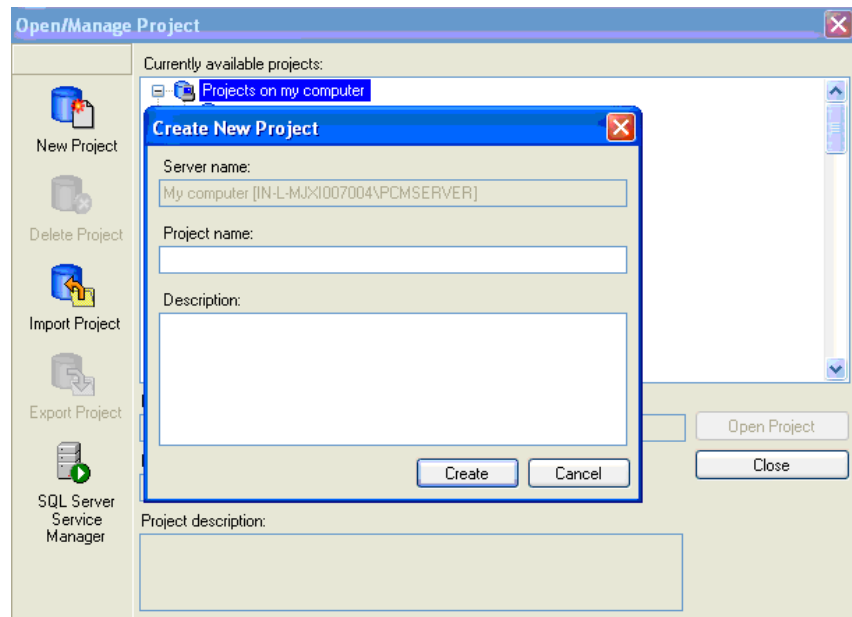 Open/Manage Project
Currently available projects:
Projects on my computer
New Project
Delete Project
Import Project
Export Project
SQL Server
Service
Manager
Create New Project
Server name:
My computer [IN-L-MJXI007004\PCMSERVER]
Project name:
Description:
Create
Cancel
Open Project
Close
Project description: